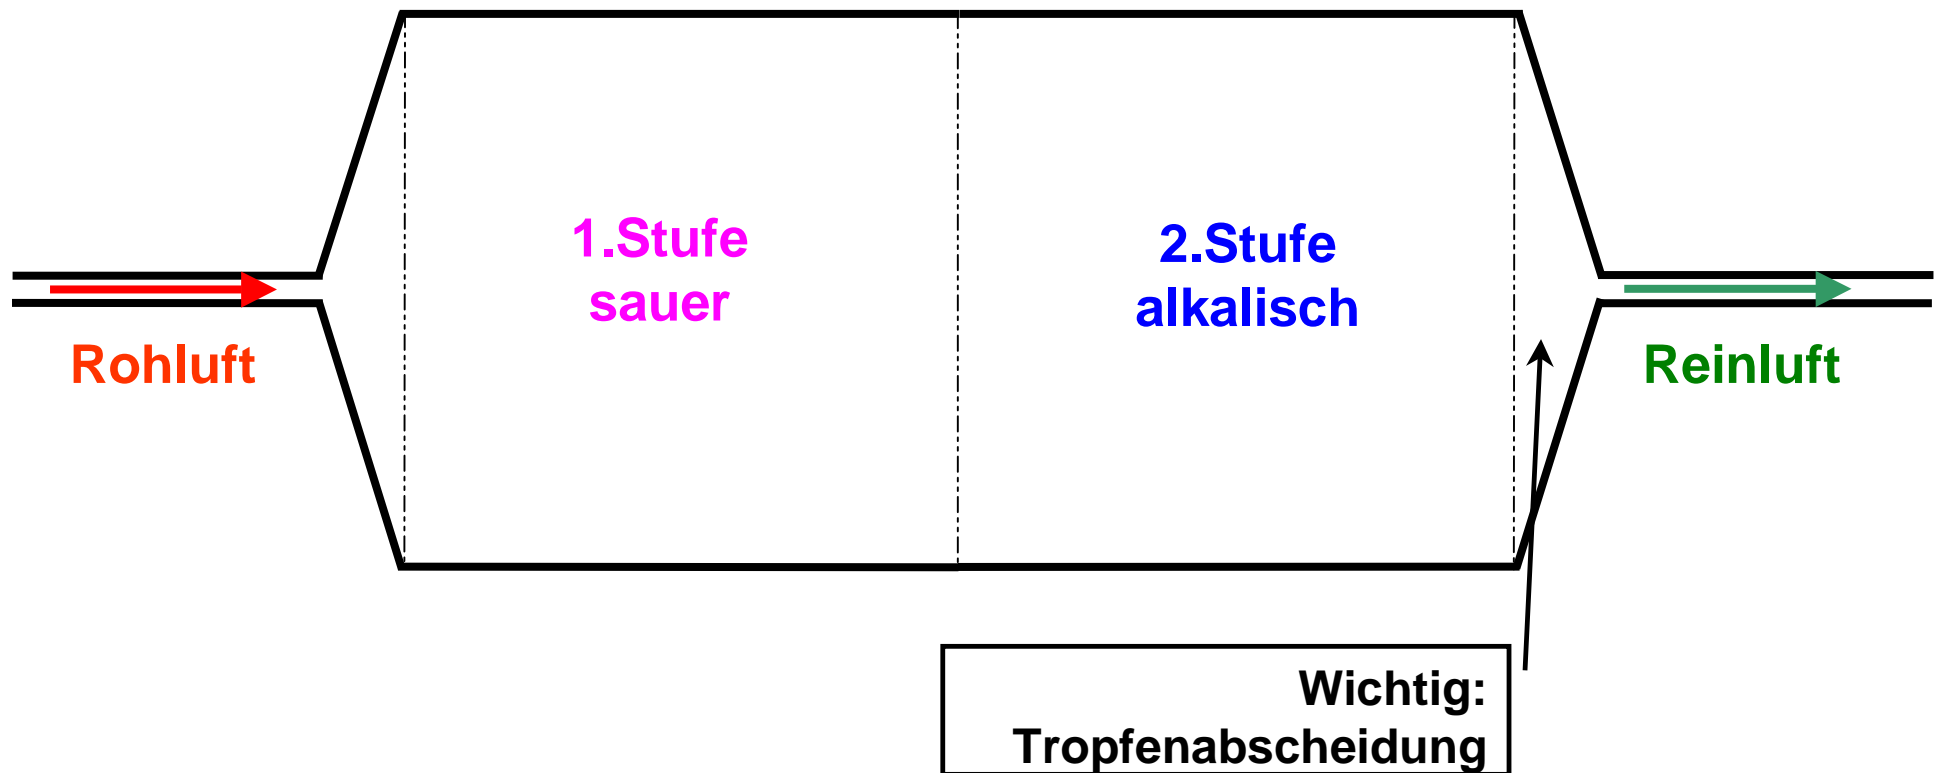 1.Stufe
sauer
2.Stufe
alkalisch
Rohluft
Reinluft
Wichtig:
Tropfenabscheidung